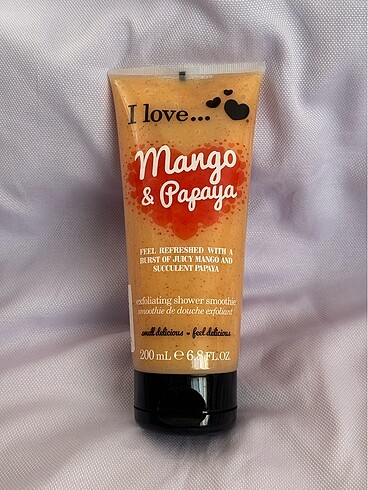 I love...
Mango
& Papaya
FEEL REFRESHED WITH A
BURST OF JUICY MANGO AND
SUCCULENT PAPAYA
exfoliating shower smoothie
smoothie de douche exfoliant
smell delicious ♥ feel delicious
200 mL ℮ 6.8 FL.OZ